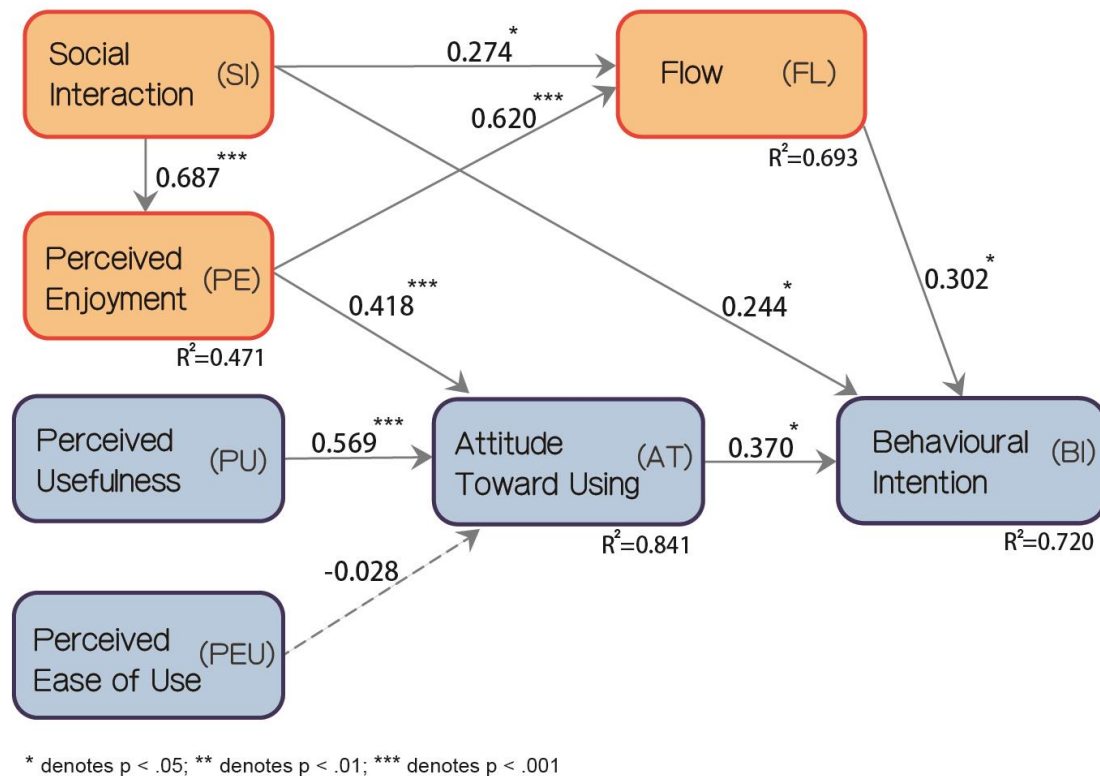 Social
Interaction
(SI)
0.274*
Flow
(FL)
0.620***
R²=0.693
0.687***
Perceived
Enjoyment
(PE)
0.418***
0.244*
0.302*
R²=0.471
Perceived
Usefulness
(PU)
0.569***
Attitude
Toward Using
(AT)
0.370*
Behavioural
Intention
(BI)
R²=0.841
R²=0.720
-0.028
Perceived
Ease of Use
(PEU)
* denotes p < .05; ** denotes p < .01; *** denotes p < .001